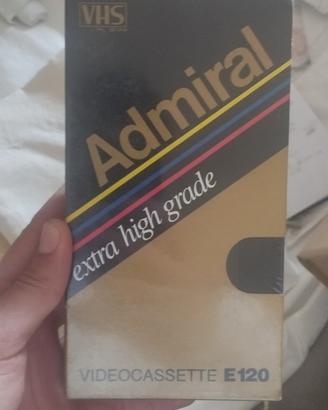 VHS
Admiral
extra high grade
VIDEOCASSETTE E120